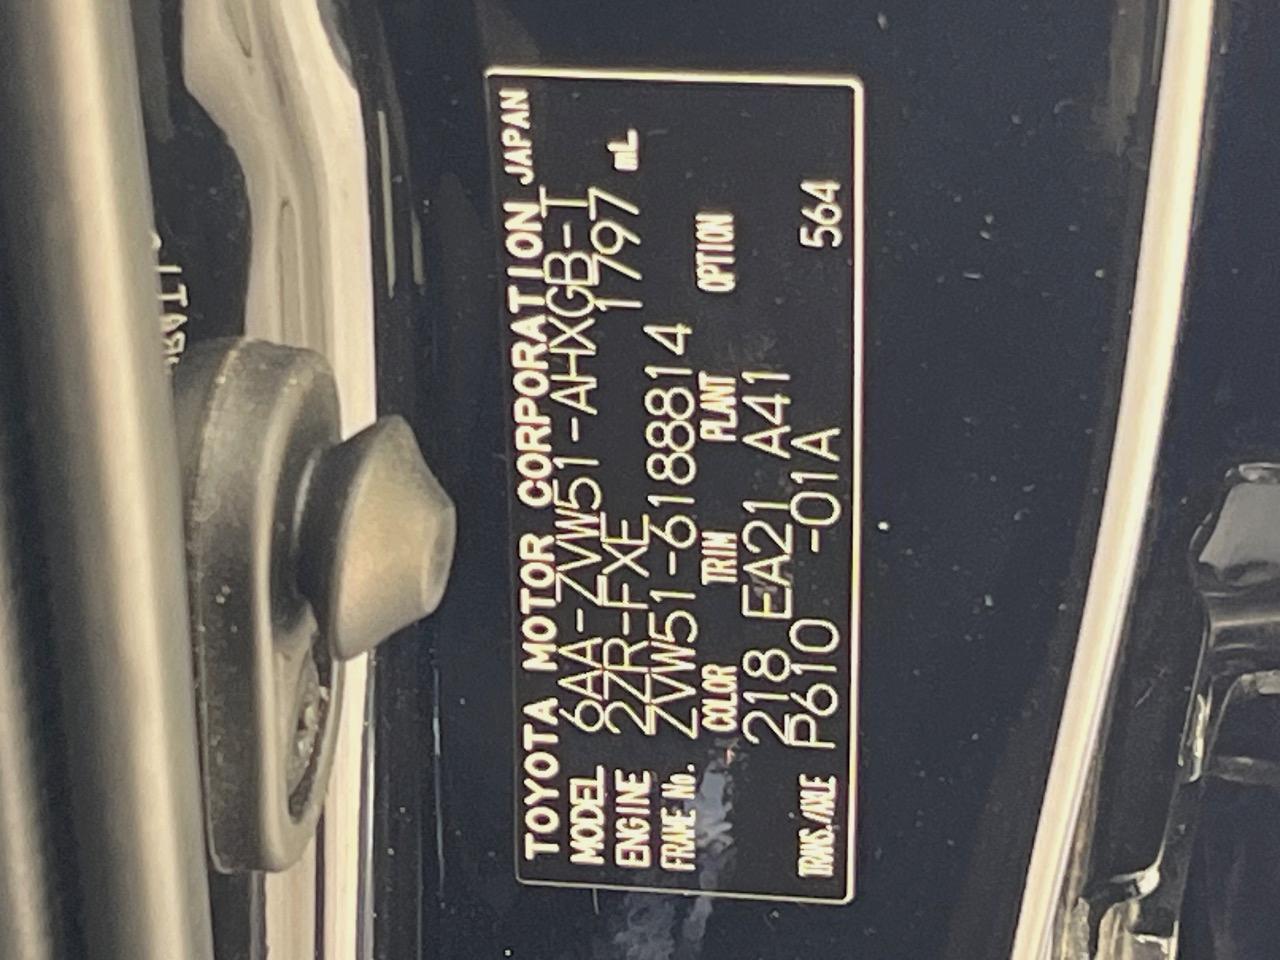 TOYOTA MOTOR CORPORATION JAPAN
MODEL 6AA-ZVW51-AHXGB-T
ENGINE 2ZR-FXE 1797 mL
FRAME No. ZVW51-6188814
COLOR TRIM PLANT OPTION
218 EA21 A41
TRANS./AXLE P610 -01A 564